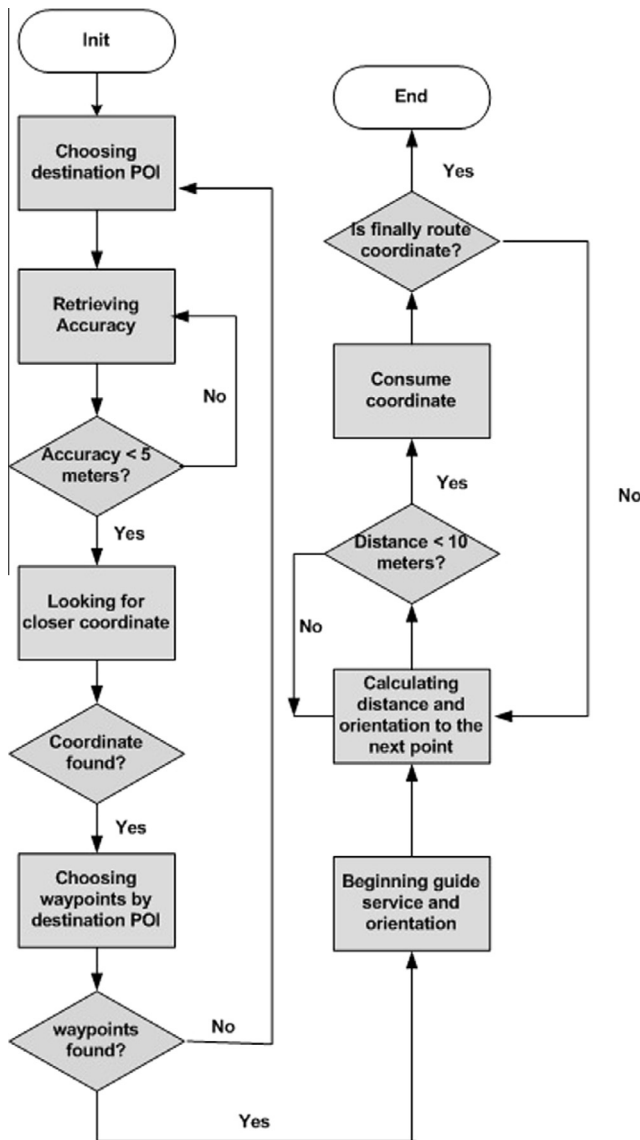 Init
Choosing
destination POI
Retrieving
Accuracy
No
Accuracy < 5
meters?
Yes
Looking for
closer coordinate
Coordinate
found?
Yes
Choosing
waypoints by
destination POI
waypoints
found?
No
Yes
End
Yes
Is finally route
coordinate?
Consume
coordinate
No
Yes
Distance < 10
meters?
No
Calculating
distance and
orientation to the
next point
Beginning guide
service and
orientation